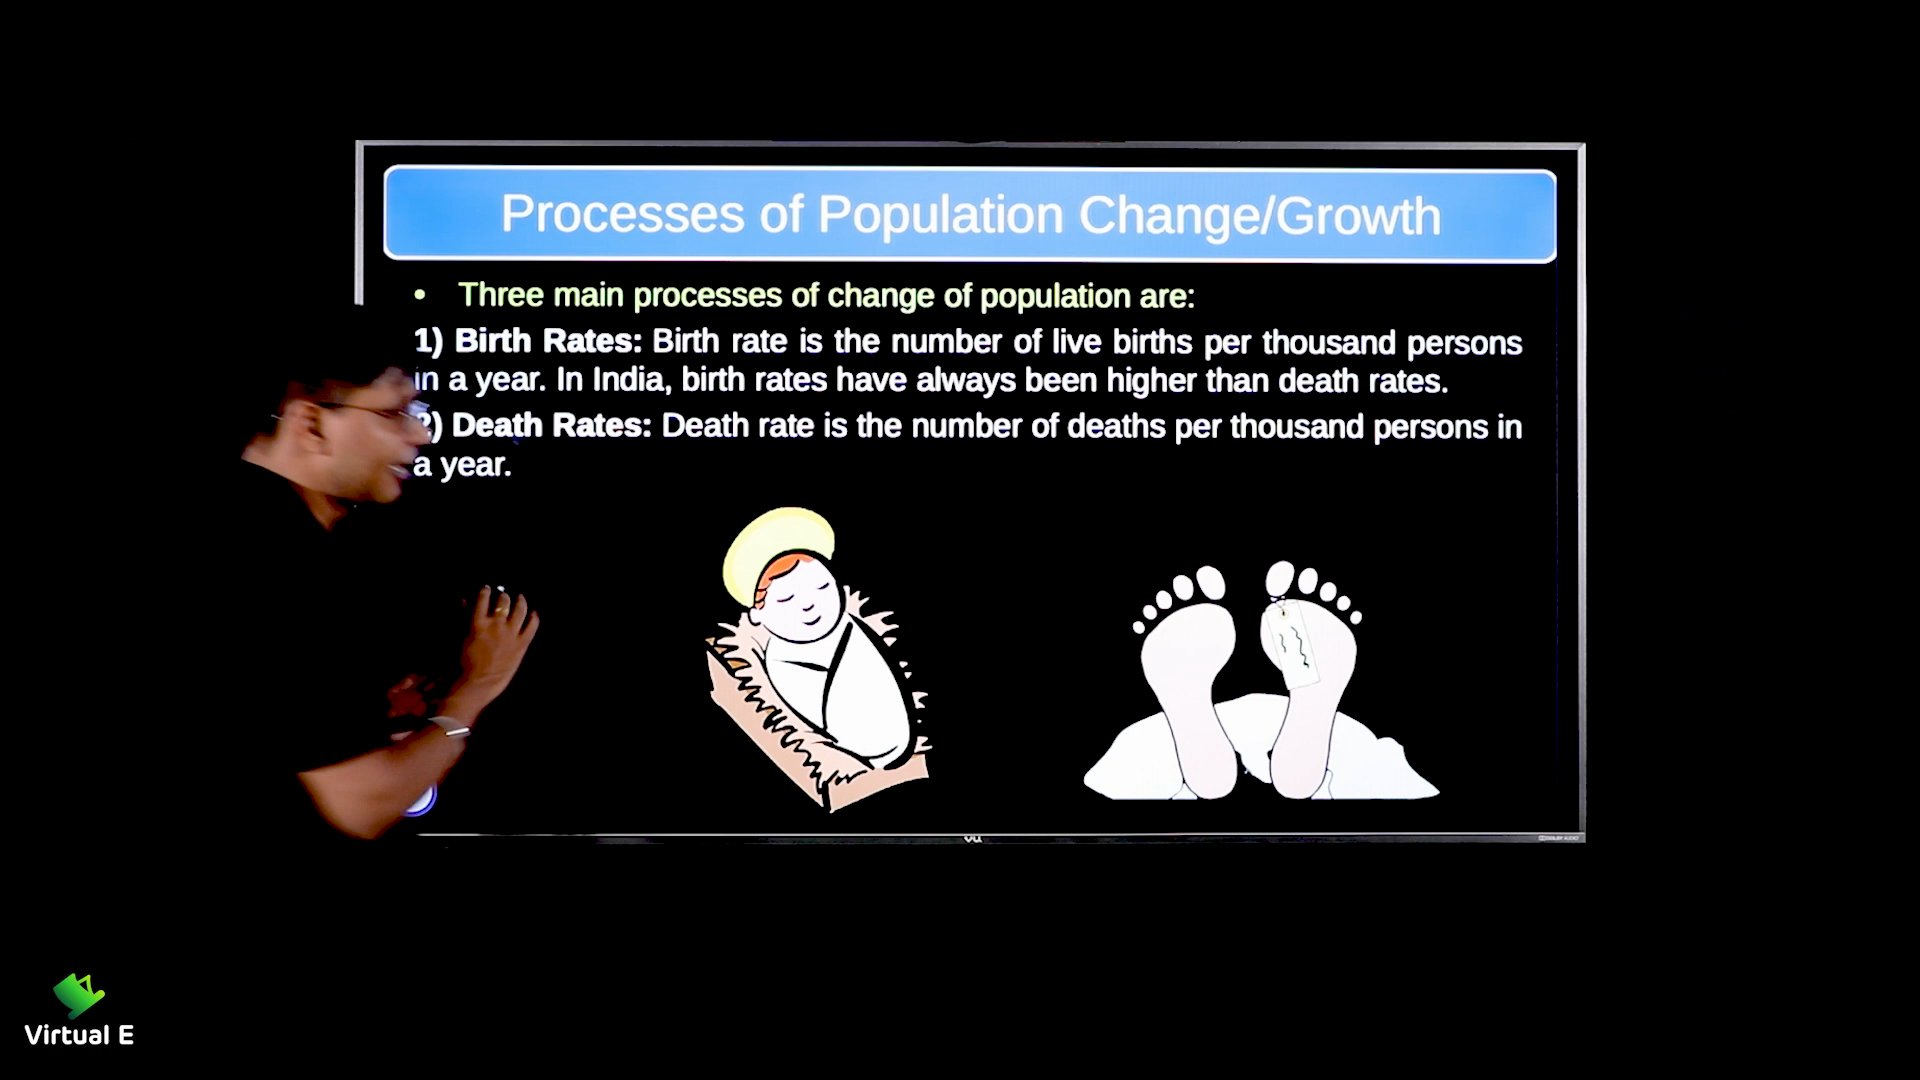 Processes of Population Change/Growth
• Three main processes of change of population are:
1) Birth Rates: Birth rate is the number of live births per thousand persons
in a year. In India, birth rates have always been higher than death rates.
2) Death Rates: Death rate is the number of deaths per thousand persons in
a year.
Vu
Virtual E